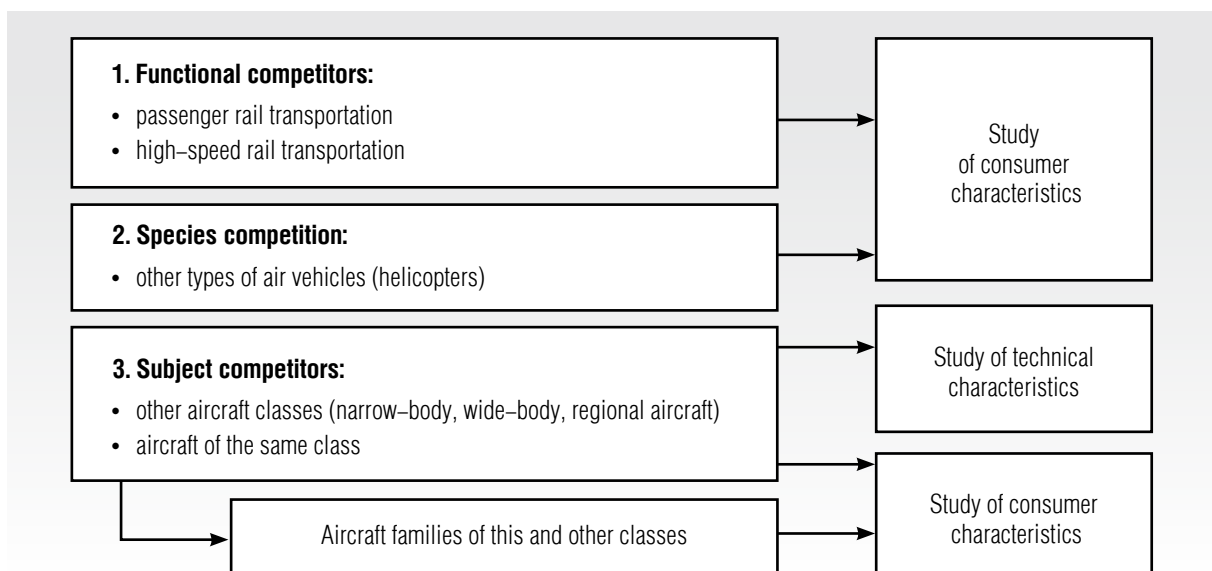 1. Functional competitors:
• passenger rail transportation
• high–speed rail transportation
Study
of consumer
characteristics
2. Species competition:
• other types of air vehicles (helicopters)
3. Subject competitors:
• other aircraft classes (narrow–body, wide–body, regional aircraft)
• aircraft of the same class
Study of technical
characteristics
Aircraft families of this and other classes
Study of consumer
characteristics